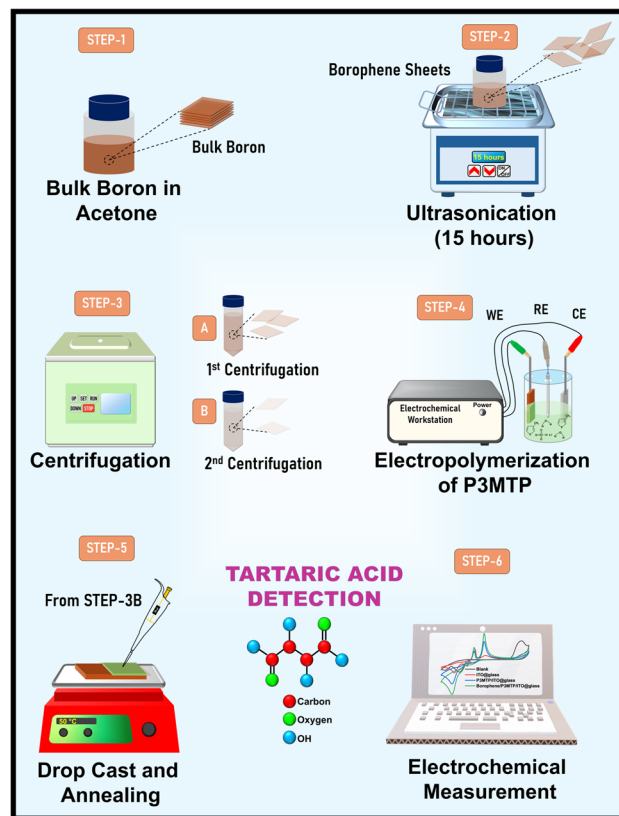 STEP-1
Bulk Boron
Bulk Boron in
Acetone
STEP-2
Borophene Sheets
15 hours
ON/
OFF
Ultrasonication
(15 hours)
STEP-3
UP SET RUN
DOWN STOP
Centrifugation
A
1st Centrifugation
B
2nd Centrifugation
STEP-4
WE RE CE
Electrochemical
Workstation
Power
Electropolymerization
of P3MTP
STEP-5
From STEP-3B
50 °C
Drop Cast and
Annealing
TARTARIC ACID
DETECTION
Carbon
Oxygen
OH
STEP-6
Blank
ITO@glass
P3MTP/ITO@glass
Borophene/P3MTP/ITO@glass
Electrochemical
Measurement